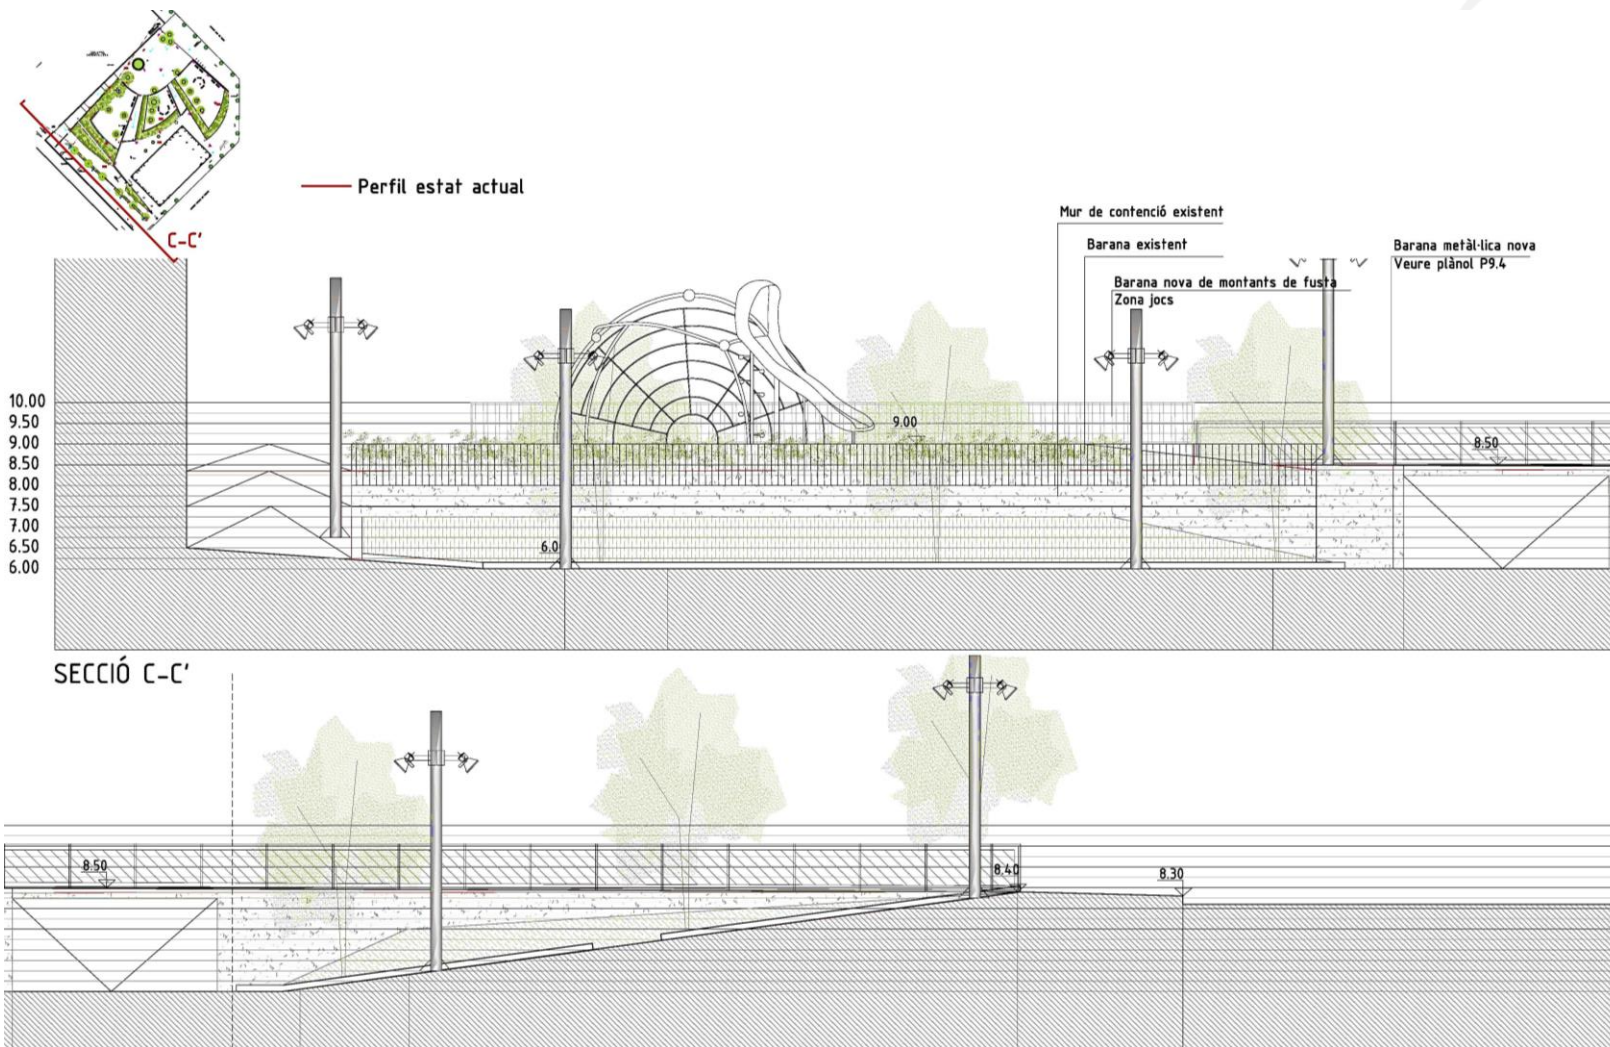 C-C'
Perfil estat actual
Mur de contenció existent
Barana existent
Barana metàl·lica nova
Veure plànol P9.4
Barana nova de montants de fusta
Zona jocs
10.00
9.50
9.00
8.50
8.00
7.50
7.00
6.50
6.00
9.00
8.50
6.0
SECCIÓ C-C'
8.50
8.40
8.30